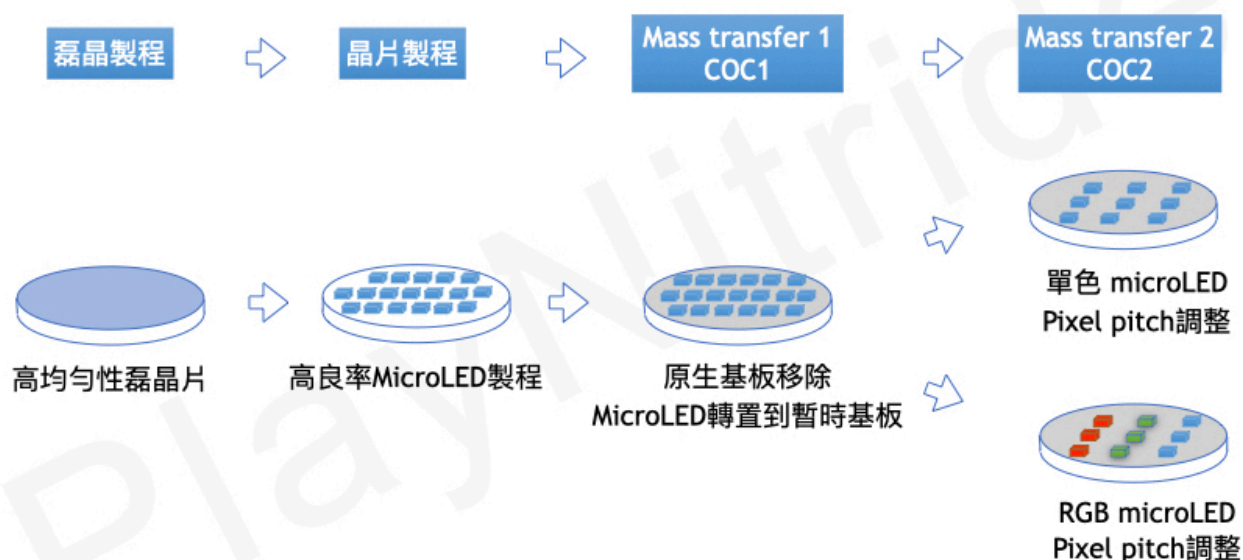 磊晶製程
晶片製程
Mass transfer 1
COC1
Mass transfer 2
COC2
高均勻性磊晶片
高良率MicroLED製程
原生基板移除
MicroLED轉置到暫時基板
單色 microLED
Pixel pitch調整
RGB microLED
Pixel pitch調整
PlayNitride